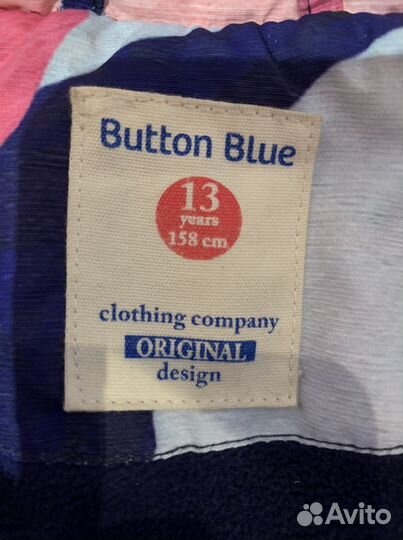 Button Blue
13
years
158 cm
clothing company
ORIGINAL
design
Avito